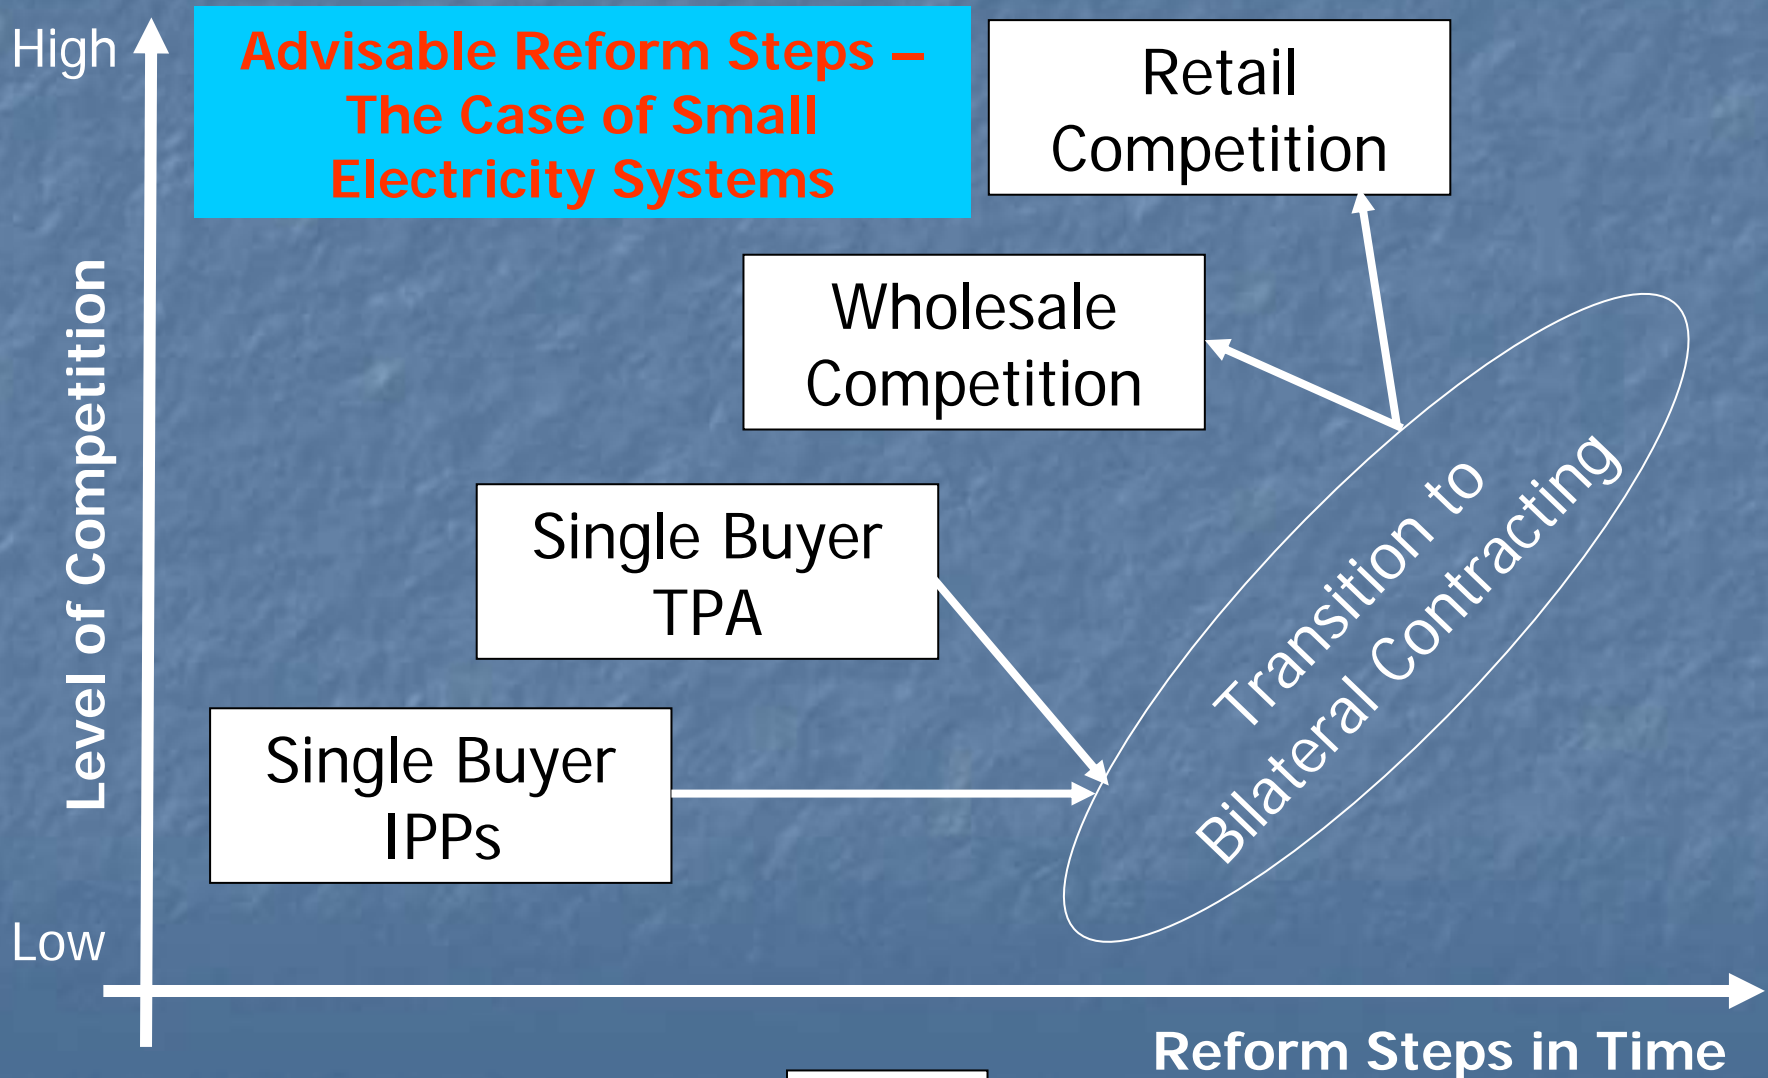 High
Advisable Reform Steps –
The Case of Small
Electricity Systems
Retail
Competition
Wholesale
Competition
Level of Competition
Single Buyer
TPA
Transition to
Bilateral Contracting
Single Buyer
IPPs
Low
Reform Steps in Time